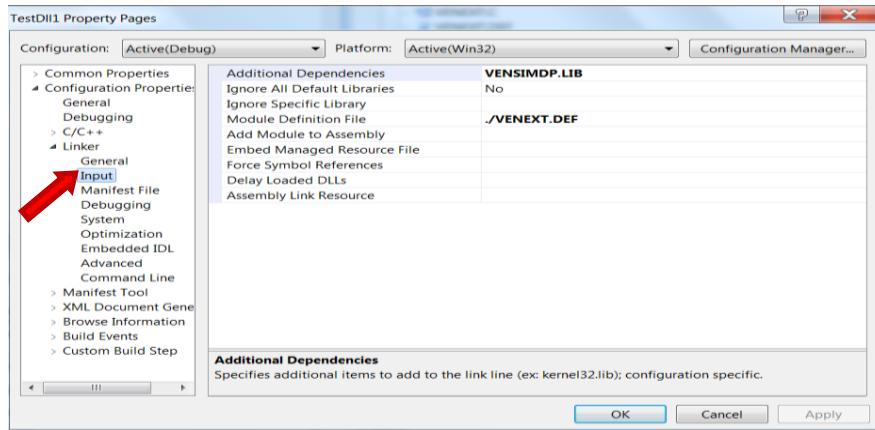 TestDll1 Property Pages
Configuration: Active(Debug) Platform: Active(Win32) Configuration Manager...
Common Properties
Configuration Propertie
General
Debugging
C/C++
Linker
General
Input
Manifest File
Debugging
System
Optimization
Embedded IDL
Advanced
Command Line
Manifest Tool
XML Document Gene
Browse Information
Build Events
Custom Build Step
Additional Dependencies VENSIMDP.LIB
Ignore All Default Libraries No
Ignore Specific Library
Module Definition File ./VENEXT.DEF
Add Module to Assembly
Embed Managed Resource File
Force Symbol References
Delay Loaded DLLs
Assembly Link Resource
Additional Dependencies
Specifies additional items to add to the link line (ex: kernel32.lib); configuration specific.
OK Cancel Apply